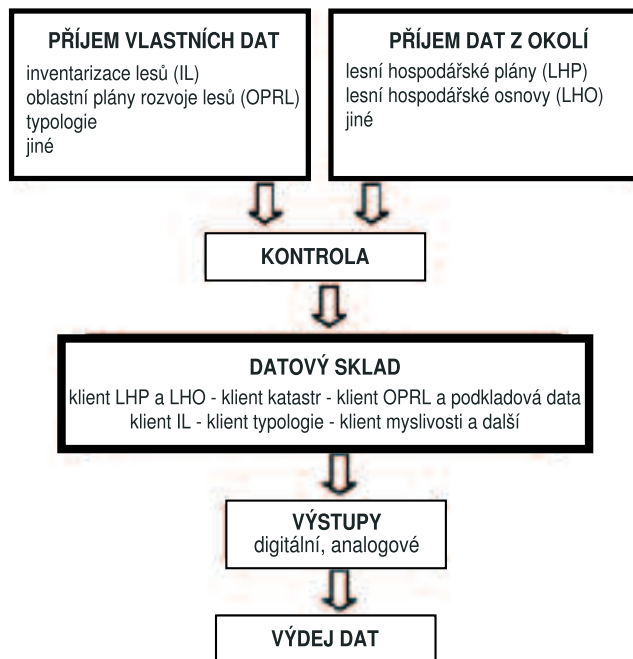 PŘÍJEM VLASTNÍCH DAT
inventarizace lesů (IL)
oblastní plány rozvoje lesů (OPRL)
typologie
jiné
PŘÍJEM DAT Z OKOLÍ
lesní hospodářské plány (LHP)
lesní hospodářské osnovy (LHO)
jiné
KONTROLA
DATOVÝ SKLAD
klient LHP a LHO - klient katastr - klient OPRL a podkladová data
klient IL - klient typologie - klient myslivosti a další
VÝSTUPY
digitální, analogové
VÝDEJ DAT